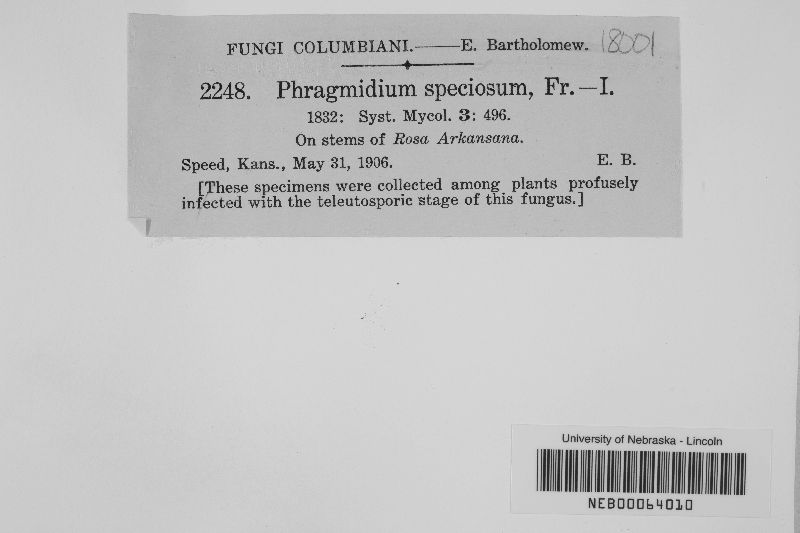 FUNGI COLUMBIANI.——E. Bartholomew. 18001
2248. Phragmidium speciosum, Fr.—I.
1832: Syst. Mycol. 3: 496.
On stems of Rosa Arkansana.
Speed, Kans., May 31, 1906. E. B.
[These specimens were collected among plants profusely
infected with the teleutosporic stage of this fungus.]
University of Nebraska - Lincoln
NEB00064010